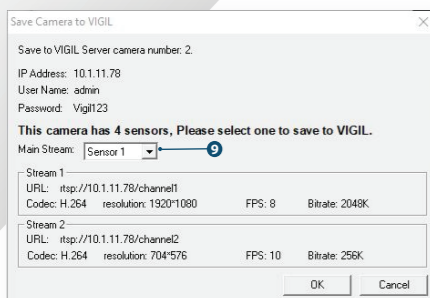 Save Camera to VIGIL
Save to VIGIL Server camera number: 2.
IP Address: 10.1.11.78
User Name: admin
Password: Vigil123
This camera has 4 sensors, Please select one to save to VIGIL.
Main Stream: Sensor 1 9
Stream 1
URL: rtsp://10.1.11.78/channel1
Codec: H.264 resolution: 1920*1080 FPS: 8 Bitrate: 2048K
Stream 2
URL: rtsp://10.1.11.78/channel2
Codec: H.264 resolution: 704*576 FPS: 10 Bitrate: 256K
OK Cancel